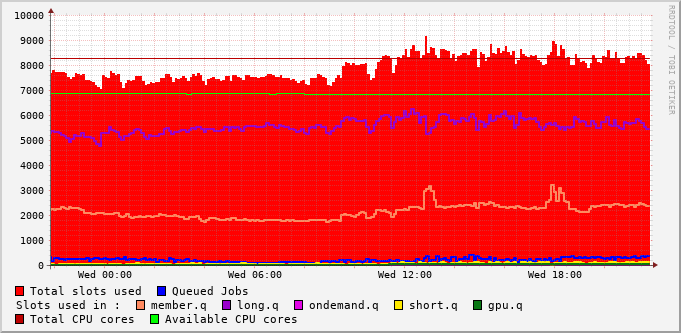 10000
9000
8000
7000
6000
5000
4000
3000
2000
1000
0
Wed 00:00 Wed 06:00 Wed 12:00 Wed 18:00
Total slots used Queued Jobs
Slots used in : member.q long.q ondemand.q short.q gpu.q
Total CPU cores Available CPU cores
RRDTOOL / TOBI OETIKER